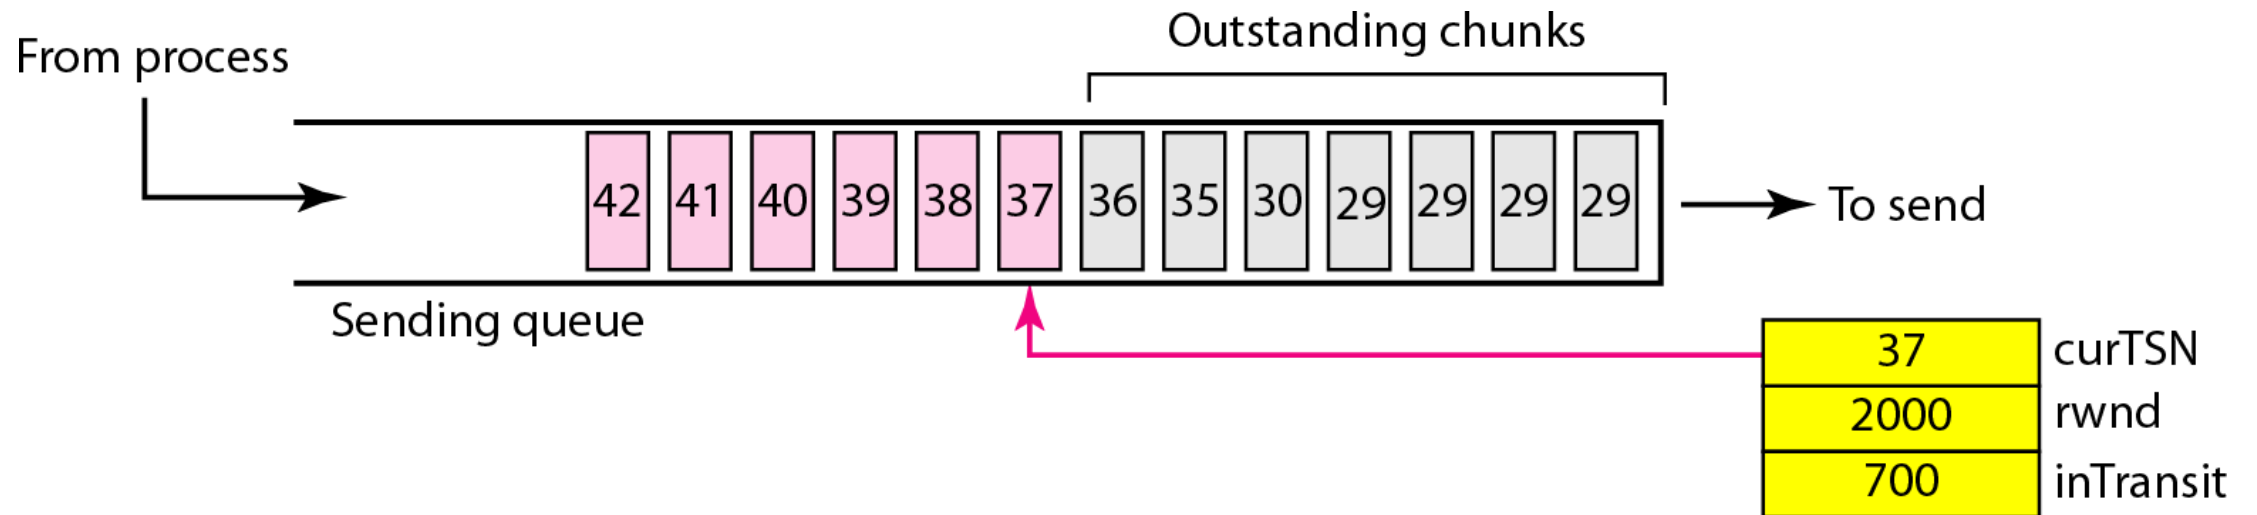 Outstanding chunks
From process
42 41 40 39 38 37 36 35 30 29 29 29 29
To send
Sending queue
37 curTSN
2000 rwnd
700 inTransit